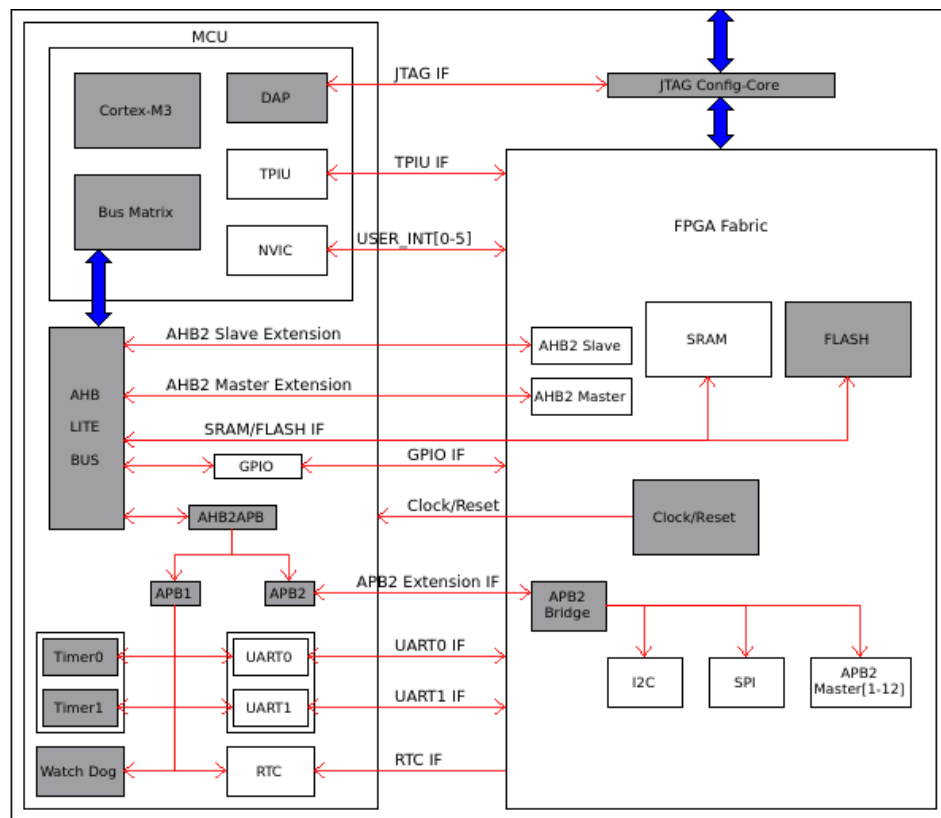 MCU
JTAG IF
JTAG Config-Core
Cortex-M3
DAP
TPIU
TPIU IF
Bus Matrix
NVIC
USER_INT[0-5]
FPGA Fabric
AHB2 Slave Extension
AHB2 Slave
SRAM
FLASH
AHB
LITE
BUS
AHB2 Master Extension
AHB2 Master
SRAM/FLASH IF
GPIO
GPIO IF
Clock/Reset
Clock/Reset
AHB2APB
APB1
APB2
APB2 Extension IF
APB2
Bridge
Timer0
UART0
UART0 IF
I2C
SPI
APB2
Master[1-12]
Timer1
UART1
UART1 IF
Watch Dog
RTC
RTC IF